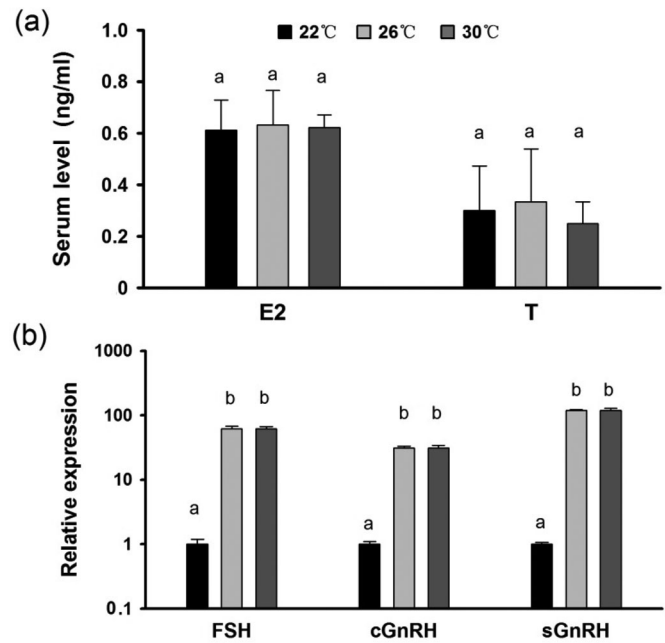 (a)
22℃ 26℃ 30℃
Serum level (ng/ml)
1.0
0.8
0.6
0.4
0.2
0
a a a
a a a
E2 T
(b)
Relative expression
1000
100
10
1
0.1
a b b
a b b
a b b
FSH cGnRH sGnRH